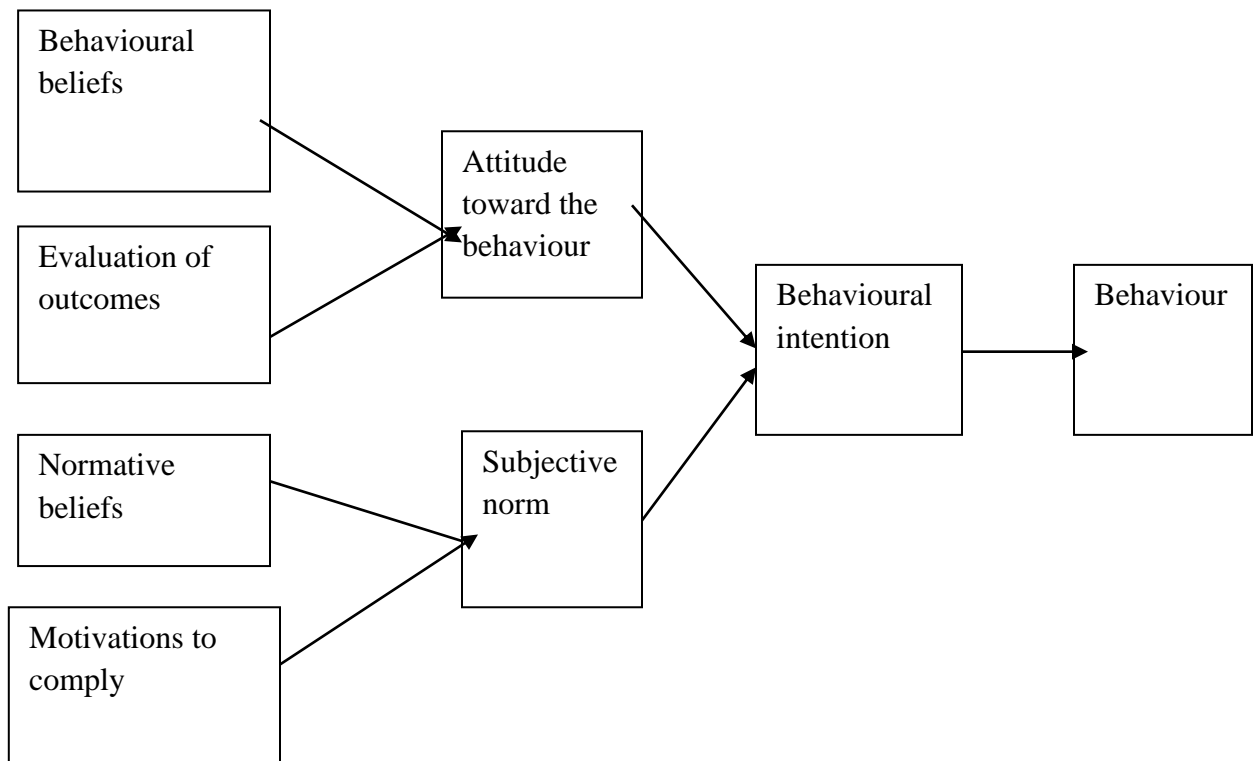 Behavioural
beliefs
Evaluation of
outcomes
Normative
beliefs
Motivations to
comply
Attitude
toward the
behaviour
Subjective
norm
Behavioural
intention
Behaviour